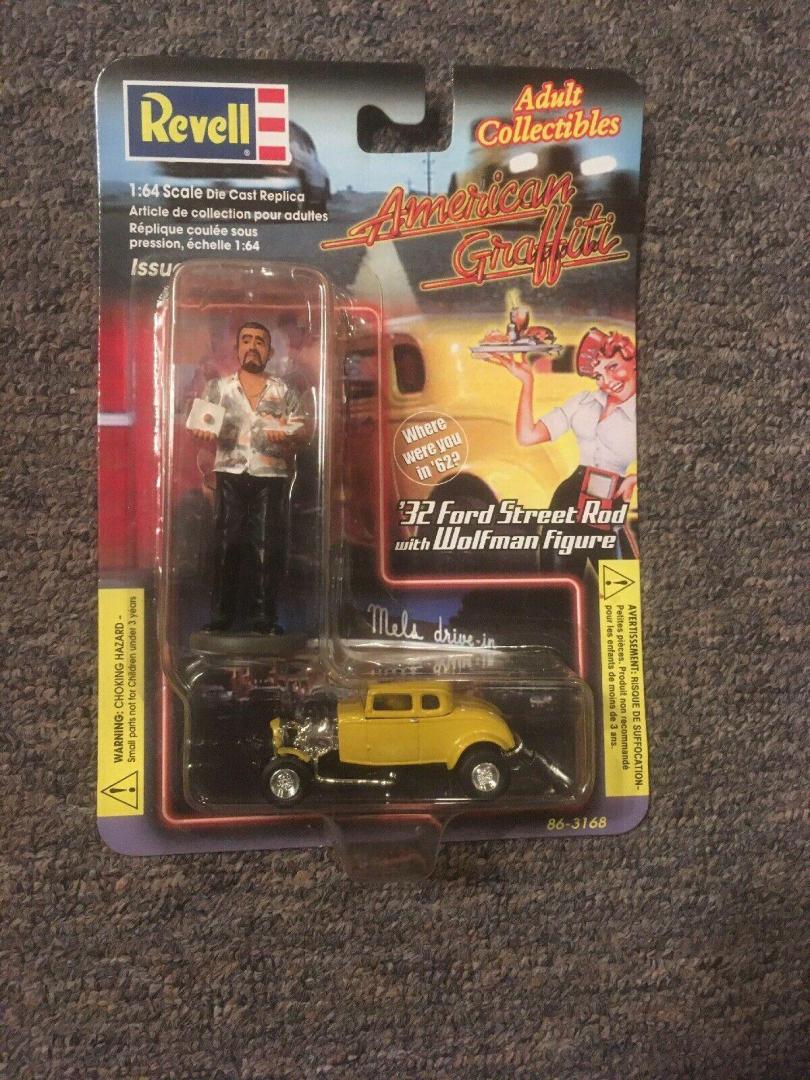 Revell
Adult
Collectibles
1:64 Scale Die Cast Replica
Article de collection pour adultes
Réplique coulée sous
pression, échelle 1:64
American
Graffiti
Where
were you
in '62?
'32 Ford Street Rod
with Wolfman Figure
Mels drive-in
WARNING: CHOKING HAZARD -
Small parts not for Children under 3 years
AVERTISSEMENT: RISQUE DE SUFFOCATION-
Petites pièces. Produit non recommandé
pour les enfants de moins de 3 ans.
86-3168